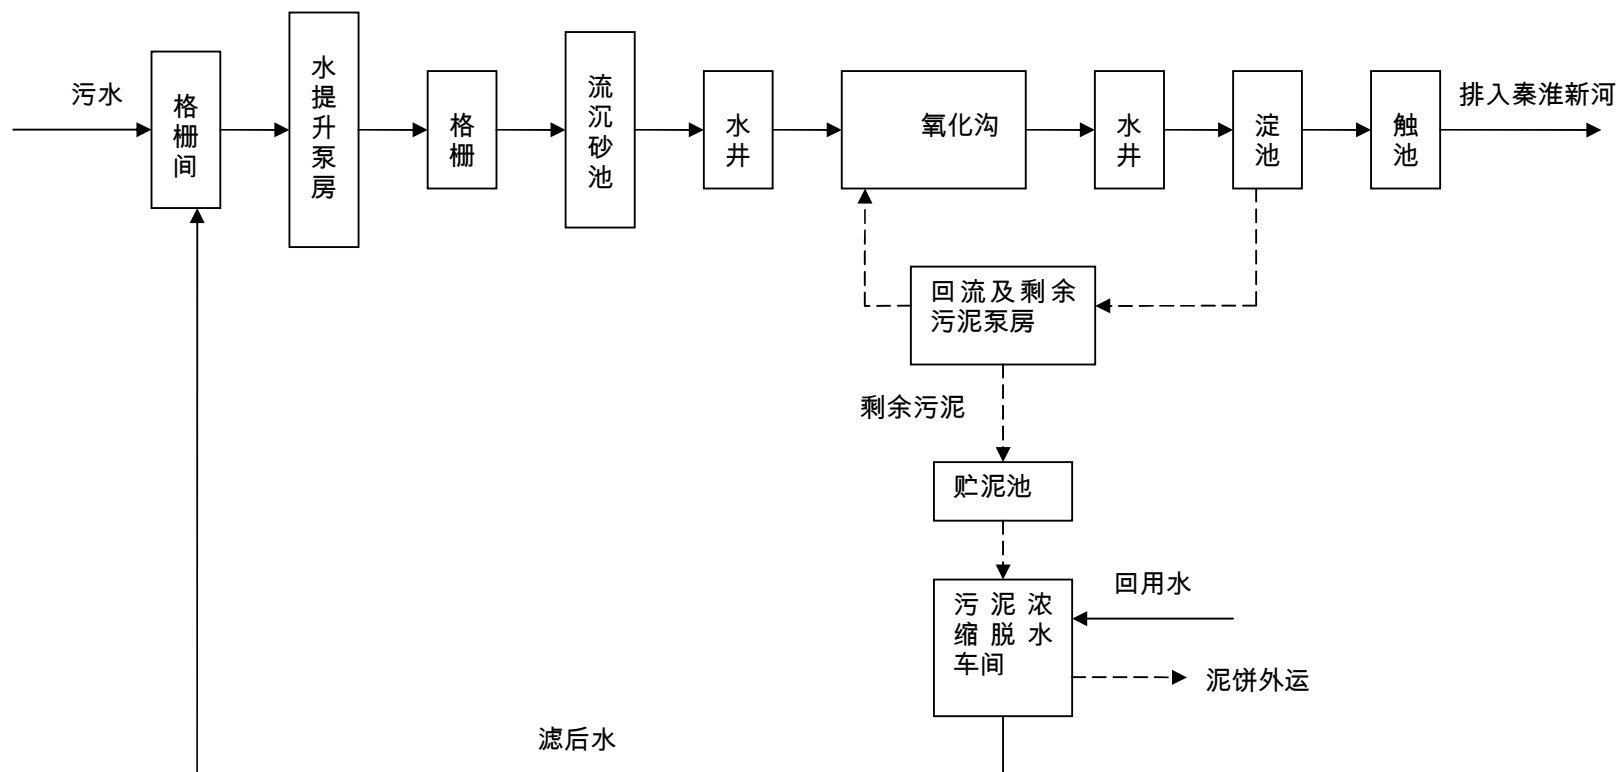 污水
格
栅
间
水
提
升
泵
房
格
栅
流
沉
砂
池
水
井
氧化沟
水
井
淀
池
触
池
排入秦淮新河
回流及剩余
污泥泵房
剩余污泥
贮泥池
污泥浓
缩脱水
车间
回用水
泥饼外运
滤后水